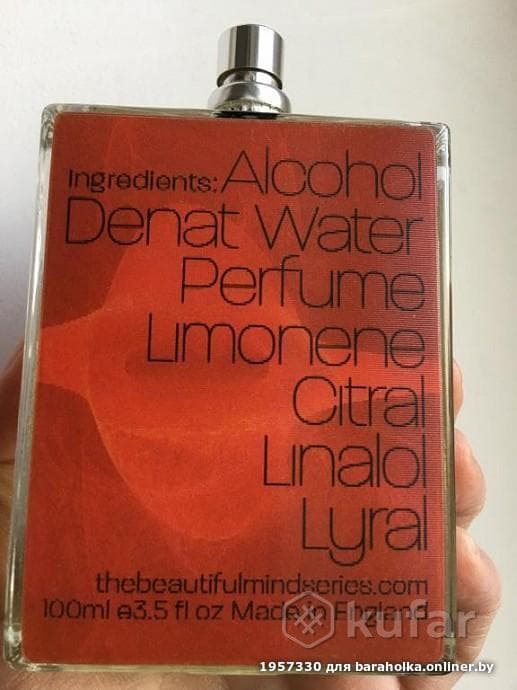 Ingredients: Alcohol
Denat Water
Perfume
Limonene
Citral
Linalol
Lyral
thebeautifulmindseries.com
100ml e3.5 fl oz Made in England
kufar
1957330 для baraholka.onliner.by